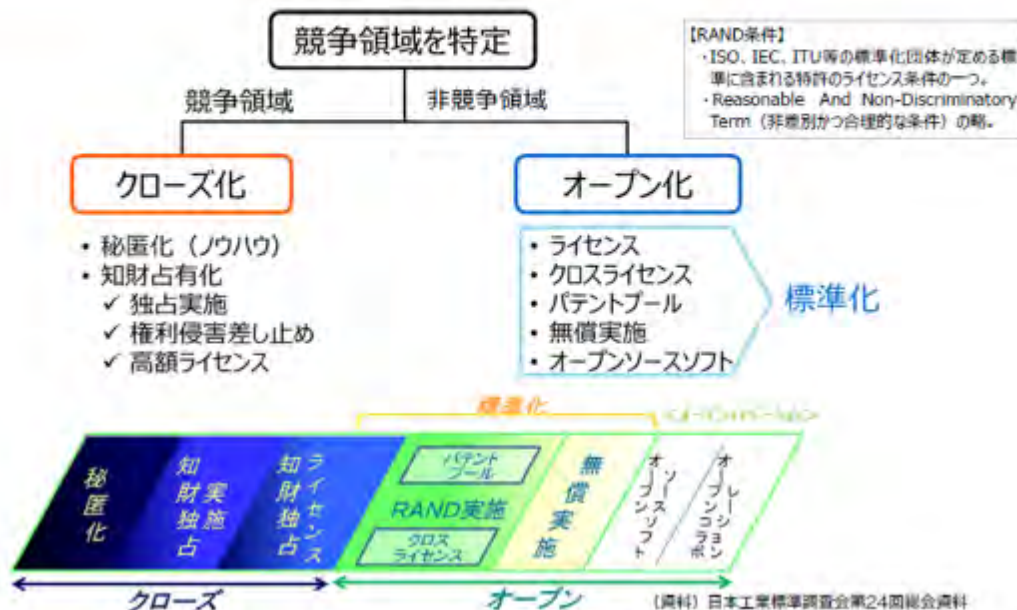 競争領域を特定
【RAND条件】
・ISO、IEC、ITU等の標準化団体が定める標
準に含まれる特許のライセンス条件の一つ。
・Reasonable And Non-Discriminatory
Term（非差別かつ合理的な条件）の略。
競争領域
非競争領域
クローズ化
オープン化
• 秘匿化（ノウハウ）
• 知財占有化
✓ 独占実施
✓ 権利侵害差し止め
✓ 高額ライセンス
• ライセンス
• クロスライセンス
• パテントプール
• 無償実施
• オープンソースソフト
標準化
標準化
秘匿化
知財独占
実施
知財独占
ライセンス
パテント
プール
RAND実施
クロス
ライセンス
無償実施
オープン
ソースソフト
オープンコラボ
レーション
クローズ
オープン
（資料）日本工業標準調査会第24回総会資料